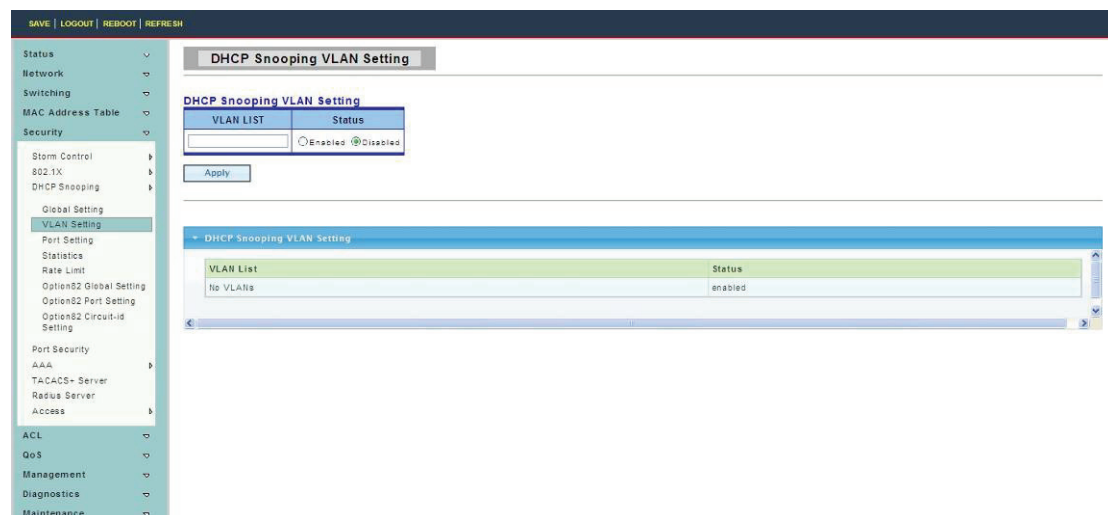 SAVE | LOGOUT | REBOOT | REFRESH
Status
Network
Switching
MAC Address Table
Security
Storm Control
802.1X
DHCP Snooping
Global Setting
VLAN Setting
Port Setting
Statistics
Rate Limit
Option82 Global Setting
Option82 Port Setting
Option82 Circuit-id
Setting
Port Security
AAA
TACACS+ Server
Radius Server
Access
ACL
QoS
Management
Diagnostics
Maintenance
DHCP Snooping VLAN Setting
DHCP Snooping VLAN Setting
VLAN LIST Status
Enabled Disabled
Apply
DHCP Snooping VLAN Setting
VLAN List Status
No VLANs enabled